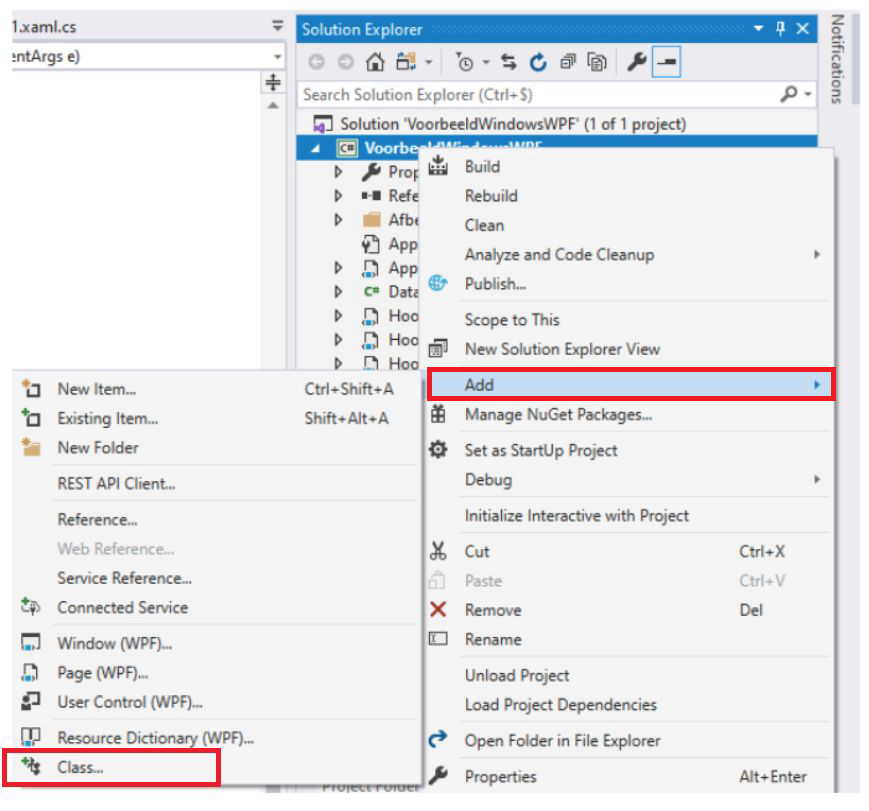 1.xaml.cs
entArgs e)
Solution Explorer
Search Solution Explorer (Ctrl+$)
Solution 'VoorbeeldWindowsWPF' (1 of 1 project)
C# VoorbeeldWindowsWPF
Prop
Refe
Afbe
App
App
C# Data
Hoo
Hoo
Hoo
Notifications
Build
Rebuild
Clean
Analyze and Code Cleanup
Publish...
Scope to This
New Solution Explorer View
Add
Manage NuGet Packages...
Set as StartUp Project
Debug
Initialize Interactive with Project
Cut Ctrl+X
Paste Ctrl+V
Remove Del
Rename
Unload Project
Load Project Dependencies
Open Folder in File Explorer
Properties Alt+Enter
New Item... Ctrl+Shift+A
Existing Item... Shift+Alt+A
New Folder
REST API Client...
Reference...
Web Reference...
Service Reference...
Connected Service
Window (WPF)...
Page (WPF)...
User Control (WPF)...
Resource Dictionary (WPF)...
Class...
Project Folder